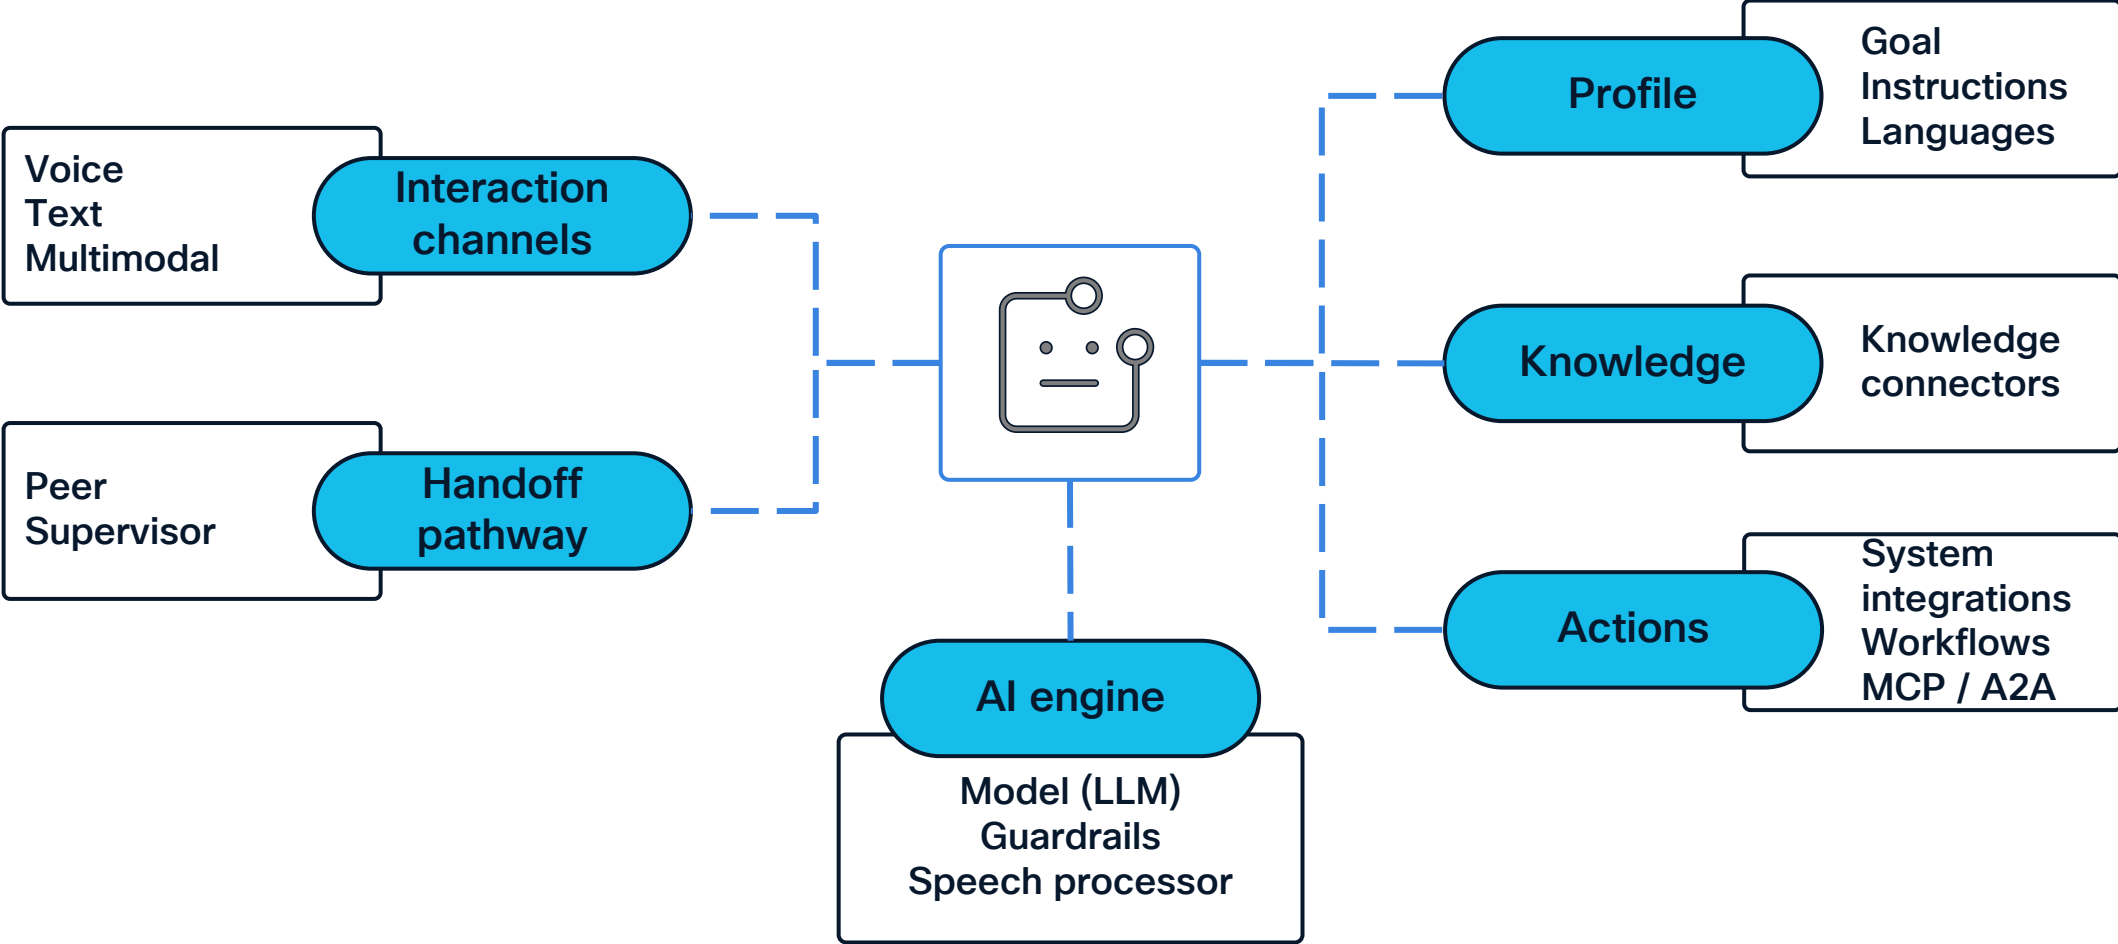 Voice
Text
Multimodal
Interaction
channels
Peer
Supervisor
Handoff
pathway
AI engine
Model (LLM)
Guardrails
Speech processor
Profile
Goal
Instructions
Languages
Knowledge
Knowledge
connectors
Actions
System
integrations
Workflows
MCP / A2A